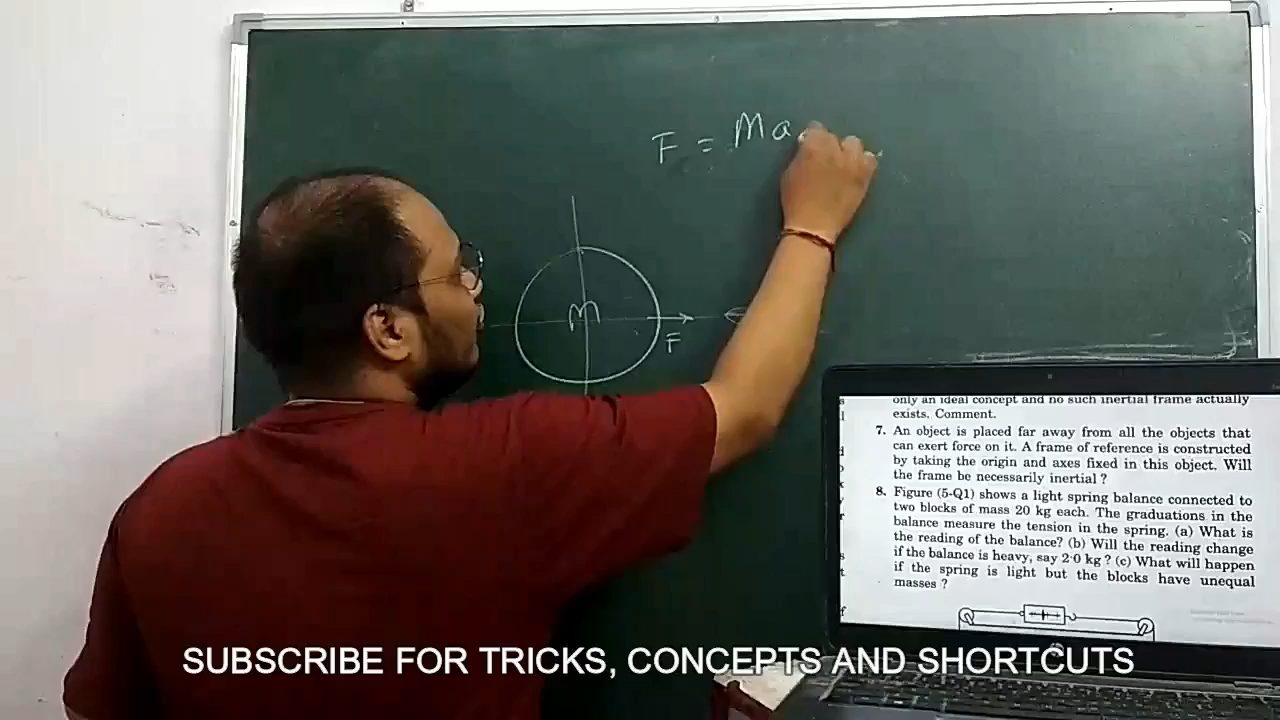 F = Ma
m
F
only an ideal concept and no such inertial frame actually
exists. Comment.
7. An object is placed far away from all the objects that
can exert force on it. A frame of reference is constructed
by taking the origin and axes fixed in this object. Will
the frame be necessarily inertial ?
8. Figure (5-Q1) shows a light spring balance connected to
two blocks of mass 20 kg each. The graduations in the
balance measure the tension in the spring. (a) What is
the reading of the balance? (b) Will the reading change
if the balance is heavy, say 2·0 kg ? (c) What will happen
if the spring is light but the blocks have unequal
masses ?
SUBSCRIBE FOR TRICKS, CONCEPTS AND SHORTCUTS